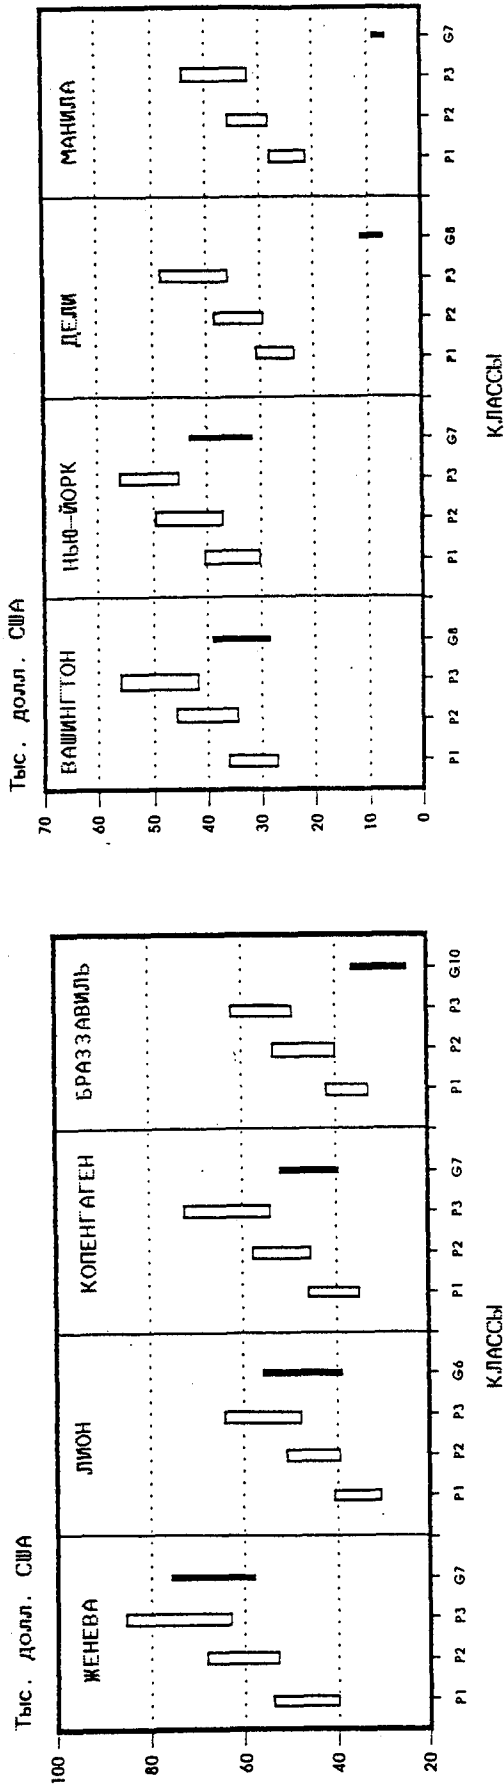 Тыс. долл. США
ЖЕНЕВА
ЛИОН
КОПЕНГАГЕН
БРАЗЗАВИЛЬ
100
80
60
40
20
P1 P2 P3 G7 P1 P2 P3 G6 P1 P2 P3 G7 P1 P2 P3 G10
КЛАССЫ
Тыс. долл. США
ВАШИНГТОН
НЬЮ-ЙОРК
ДЕЛИ
МАНИЛА
70
60
50
40
30
20
10
0
P1 P2 P3 G8 P1 P2 P3 G7 P1 P2 P3 G8 P1 P2 P3 G7
КЛАССЫ